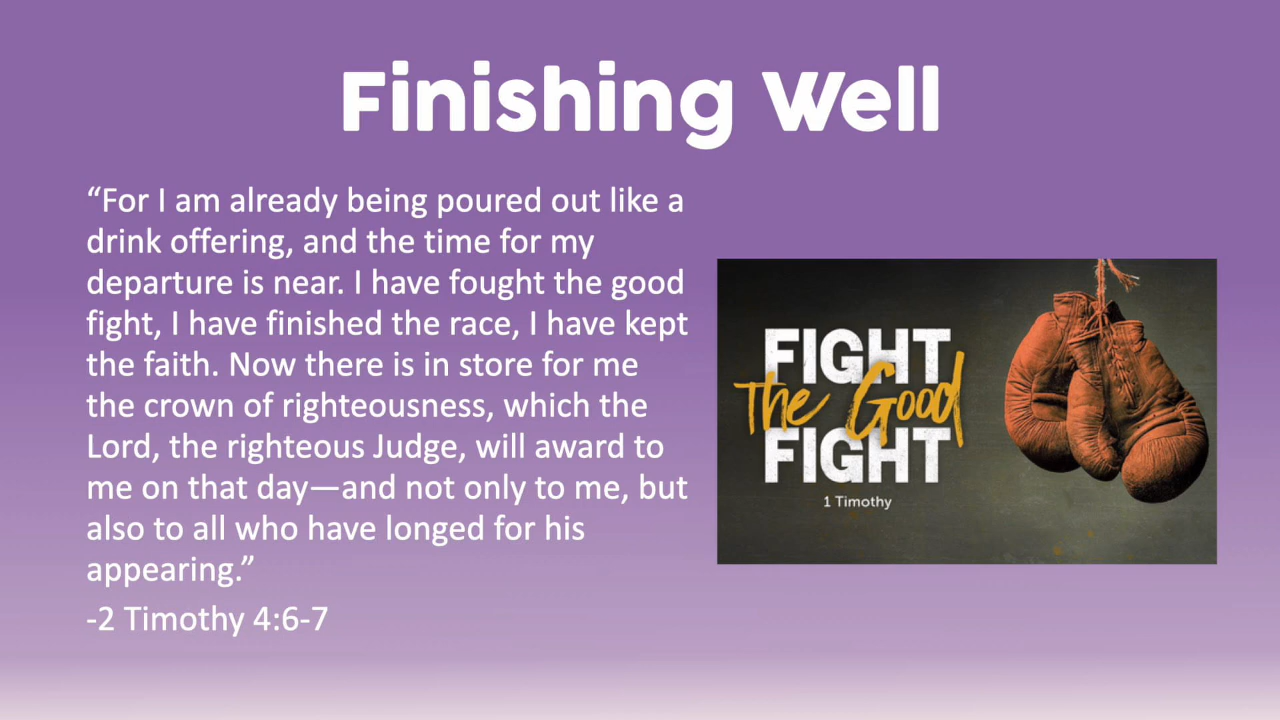 Finishing Well
“For I am already being poured out like a
drink offering, and the time for my
departure is near. I have fought the good
fight, I have finished the race, I have kept
the faith. Now there is in store for me
the crown of righteousness, which the
Lord, the righteous Judge, will award to
me on that day—and not only to me, but
also to all who have longed for his
appearing.”
-2 Timothy 4:6-7
FIGHT
The Good
FIGHT
1 Timothy